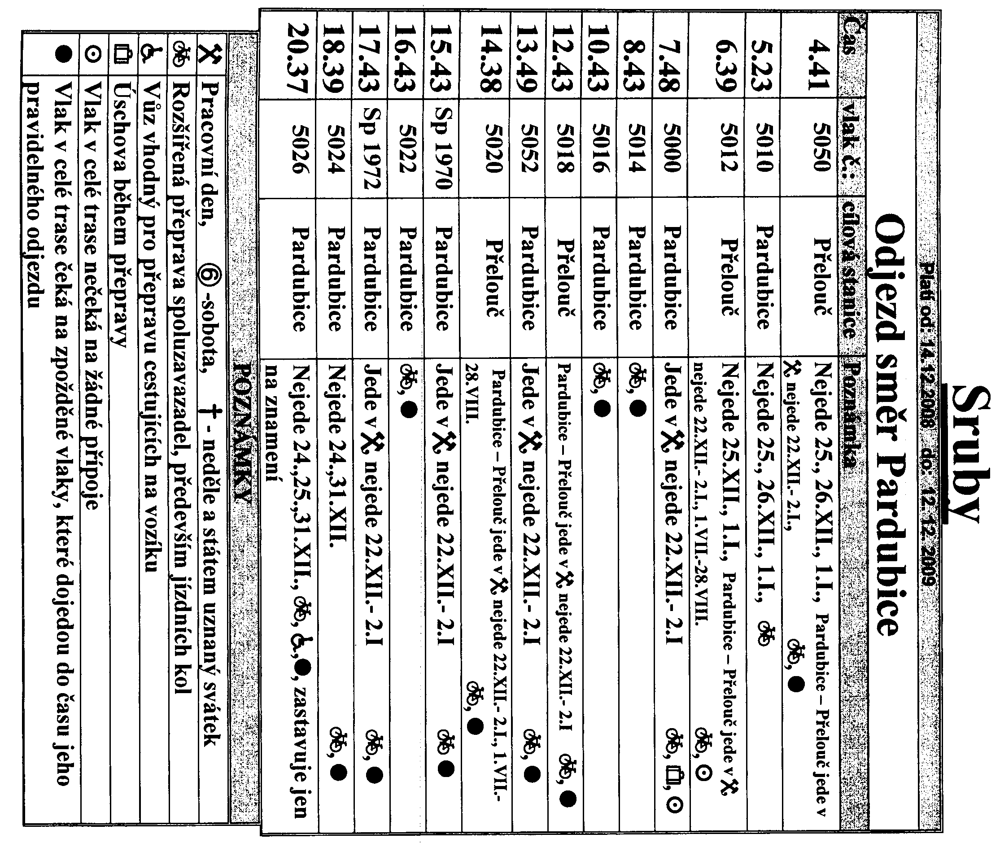 Sruby
Platí od: 14.12.2008 do: 12. 12. 2009
Odjezd směr Pardubice
Čas vlak č.: cílová stanice Poznámka
4.41 5050 Přelouč Nejede 25., 26.XII., 1.I., Pardubice – Přelouč jede v
⚒, nejede 22.XII.- 2.I., 🚲, ●
5.23 5010 Pardubice Nejede 25., 26.XII., 1.I., 🚲
6.39 5012 Přelouč Nejede 25.XII., 1.I., Pardubice – Přelouč jede v ⚒,
nejede 22.XII.- 2.I., 1.VII.-28.VIII. 🚲, ⊙
7.48 5000 Pardubice Jede v ⚒, nejede 22.XII.- 2.I 🚲, 🧳, ⊙
8.43 5014 Pardubice 🚲, ●
10.43 5016 Pardubice 🚲, ●
12.43 5018 Přelouč Pardubice – Přelouč jede v ⚒, nejede 22.XII.- 2.I 🚲, ●
13.49 5052 Pardubice Jede v ⚒, nejede 22.XII.- 2.I 🚲, ●
14.38 5020 Přelouč Pardubice – Přelouč jede v ⚒, nejede 22.XII.- 2.I., 1.VII.-
28.VIII. 🚲, ●
15.43 Sp 1970 Pardubice Jede v ⚒, nejede 22.XII.- 2.I 🚲 ●
16.43 5022 Pardubice 🚲, ●
17.43 Sp 1972 Pardubice Jede v ⚒, nejede 22.XII.- 2.I 🚲, ●
18.39 5024 Pardubice Nejede 24.,31.XII. 🚲, ●
20.37 5026 Pardubice Nejede 24.,25.,31.XII., 🚲, ♿, ●, zastavuje jen
na znamení
POZNÁMKY
⚒ Pracovní den, ⑥ -sobota, † - neděle a státem uznaný svátek
🚲 Rozšířená přeprava spoluzavazadel, především jízdních kol
♿ Vůz vhodný pro přepravu cestujících na vozíku
🧳 Úschova během přepravy
⊙ Vlak v celé trase nečeká na žádné přípoje
● Vlak v celé trase čeká na zpožděné vlaky, které dojedou do času jeho
pravidelného odjezdu